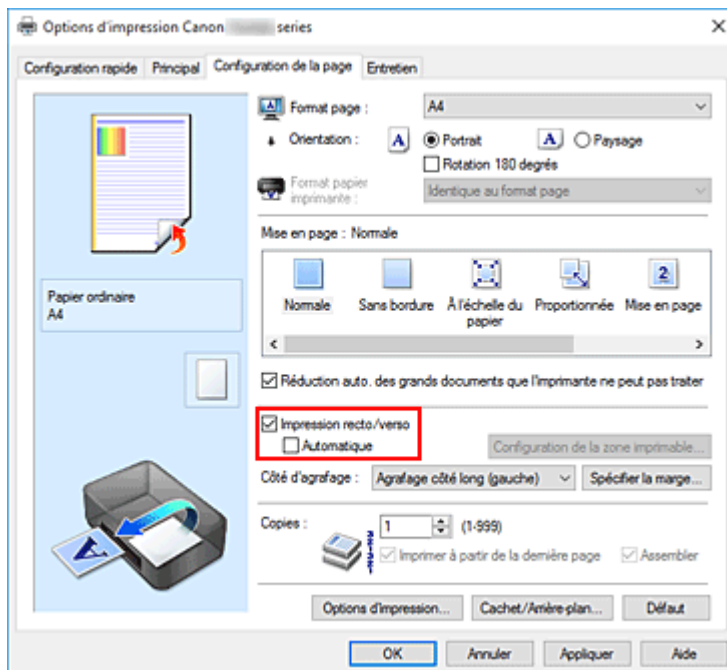 Options d'impression Canon series
Configuration rapide Principal Configuration de la page Entretien
Format page : A4
Orientation : A Portrait A Paysage
Rotation 180 degrés
Format papier imprimante : Identique au format page
Mise en page : Normale
Normale Sans bordure À l'échelle du papier Proportionnée 2 Mise en page
Papier ordinaire
A4
Réduction auto. des grands documents que l'imprimante ne peut pas traiter
Impression recto/verso
Automatique Configuration de la zone imprimable...
Côté d'agrafage : Agrafage côté long (gauche) Spécifier la marge...
Copies : 1 (1-999)
Imprimer à partir de la dernière page Assembler
A
Options d'impression... Cachet/Arrière-plan... Défaut
OK Annuler Appliquer Aide